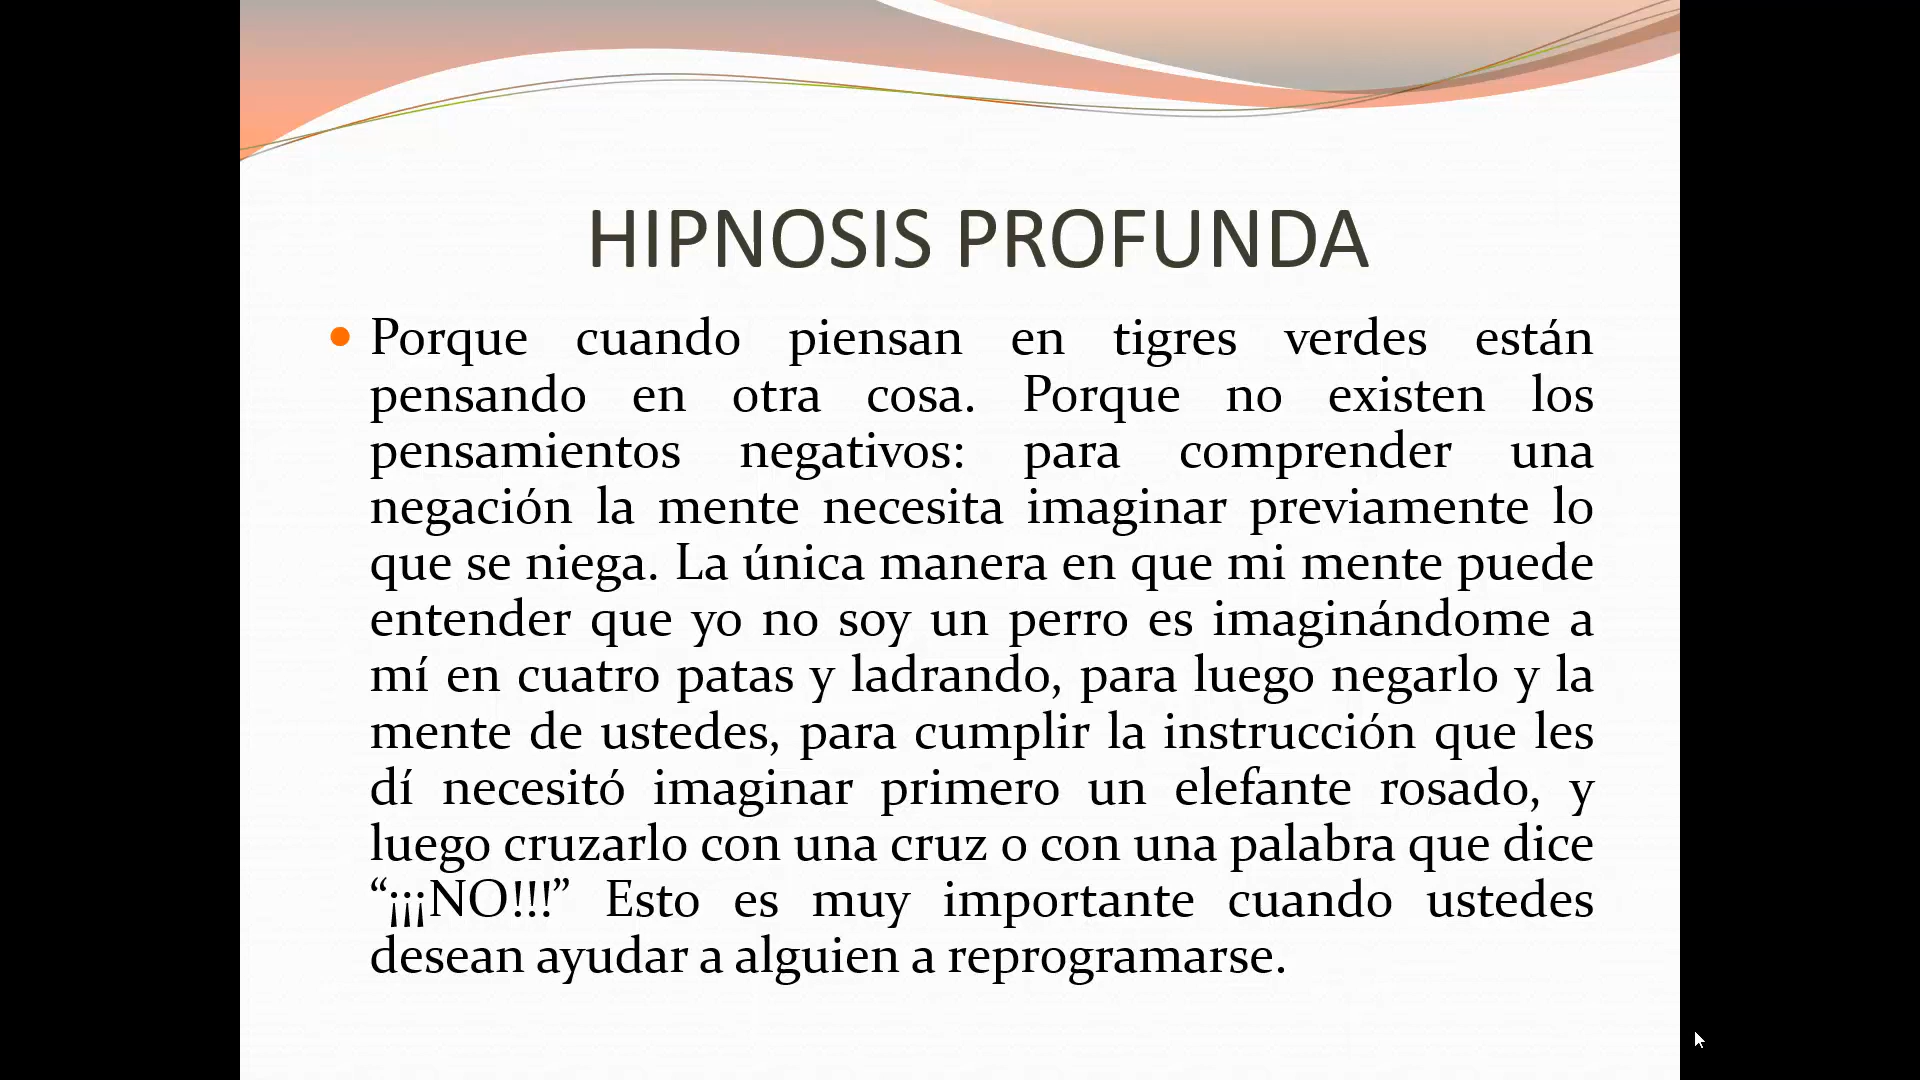 HIPNOSIS PROFUNDA
• Porque cuando piensan en tigres verdes están
pensando en otra cosa. Porque no existen los
pensamientos negativos: para comprender una
negación la mente necesita imaginar previamente lo
que se niega. La única manera en que mi mente puede
entender que yo no soy un perro es imaginándome a
mí en cuatro patas y ladrando, para luego negarlo y la
mente de ustedes, para cumplir la instrucción que les
dí necesitó imaginar primero un elefante rosado, y
luego cruzarlo con una cruz o con una palabra que dice
“¡¡¡NO!!!” Esto es muy importante cuando ustedes
desean ayudar a alguien a reprogramarse.